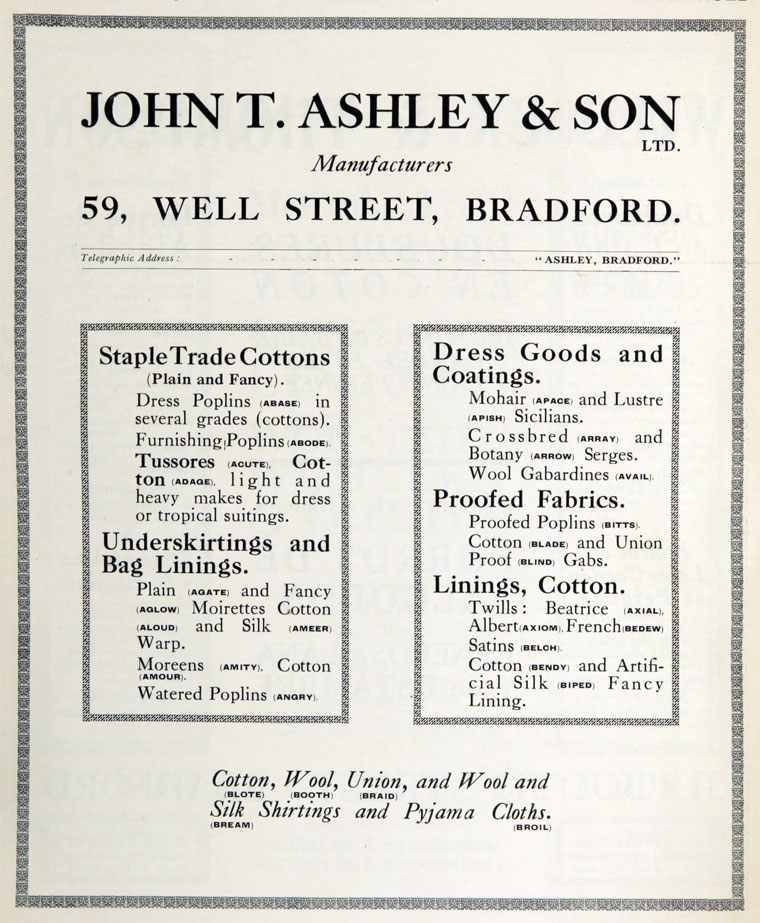 JOHN T. ASHLEY & SON
LTD.
Manufacturers
59, WELL STREET, BRADFORD.
Telegraphic Address : - - - "ASHLEY, BRADFORD."
Staple Trade Cottons
(Plain and Fancy).
Dress Poplins (ABASE) in
several grades (cottons).
Furnishing Poplins (ABODE).
Tussores (ACUTE), Cot-
ton (ADAGE), light and
heavy makes for dress
or tropical suitings.
Underskirtings and
Bag Linings.
Plain (AGATE) and Fancy
(AGLOW) Moirettes Cotton
(ALOUD) and Silk (AMEER)
Warp.
Moreens (AMITY), Cotton
(AMOUR).
Watered Poplins (ANGRY).
Dress Goods and
Coatings.
Mohair (APACE) and Lustre
(APISH) Sicilians.
Crossbred (ARRAY) and
Botany (ARROW) Serges.
Wool Gabardines (AVAIL).
Proofed Fabrics.
Proofed Poplins (BITTS).
Cotton (BLADE) and Union
Proof (BLIND) Gabs.
Linings, Cotton.
Twills: Beatrice (AXIAL),
Albert (AXIOM), French (BEDEW)
Satins (BELCH).
Cotton (BENDY) and Artifi-
cial Silk (BIPED) Fancy
Lining.
Cotton, Wool, Union, and Wool and
(BLOTE) (BOOTH) (BRAID)
Silk Shirtings and Pyjama Cloths.
(BREAM) (BROIL)